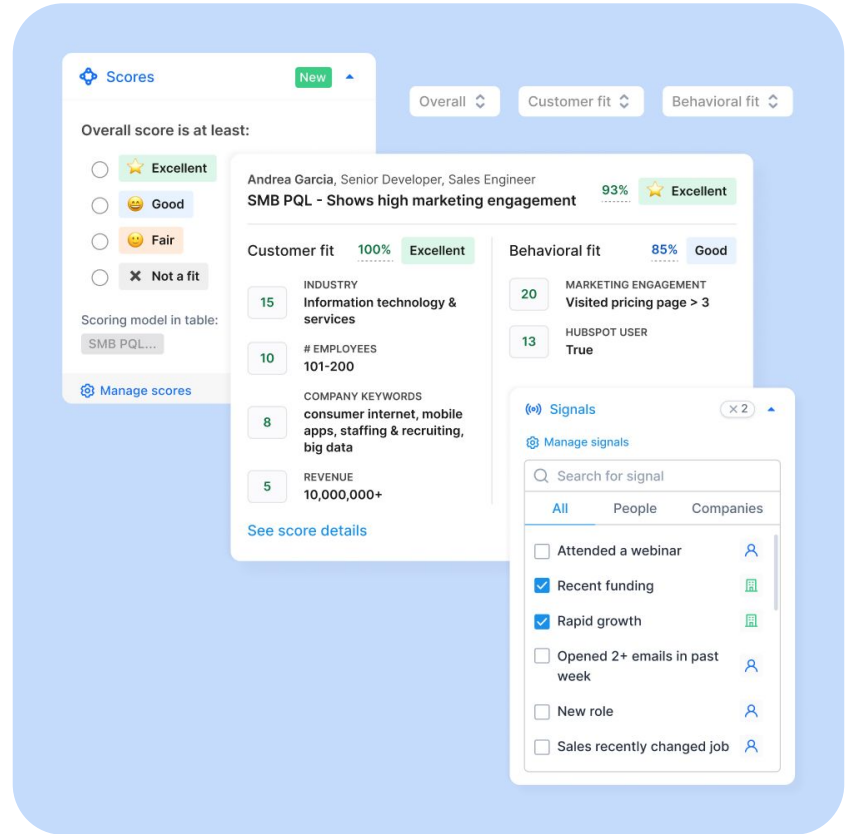 Scores
New
Overall
Customer fit
Behavioral fit
Overall score is at least:
Excellent
Good
Fair
Not a fit
Scoring model in table:
SMB PQL...
Manage scores
Andrea Garcia, Senior Developer, Sales Engineer
SMB PQL - Shows high marketing engagement
93%
Excellent
Customer fit
100%
Excellent
15
INDUSTRY
Information technology &
services
10
# EMPLOYEES
101-200
8
COMPANY KEYWORDS
consumer internet, mobile
apps, staffing & recruiting,
big data
5
REVENUE
10,000,000+
See score details
Behavioral fit
85%
Good
20
MARKETING ENGAGEMENT
Visited pricing page > 3
13
HUBSPOT USER
True
Signals
× 2
Manage signals
Search for signal
All
People
Companies
Attended a webinar
Recent funding
Rapid growth
Opened 2+ emails in past
week
New role
Sales recently changed job